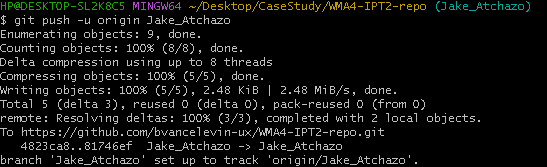 HP@DESKTOP-SL2K8C5 MINGW64 ~/Desktop/CaseStudy/WMA4-IPT2-repo (Jake_Atchazo)
$ git push -u origin Jake_Atchazo
Enumerating objects: 9, done.
Counting objects: 100% (8/8), done.
Delta compression using up to 8 threads
Compressing objects: 100% (5/5), done.
Writing objects: 100% (5/5), 2.48 KiB | 2.48 MiB/s, done.
Total 5 (delta 3), reused 0 (delta 0), pack-reused 0 (from 0)
remote: Resolving deltas: 100% (3/3), completed with 2 local objects.
To https://github.com/bvancelevin-ux/WMA4-IPT2-repo.git
   4823ca8..81746ef  Jake_Atchazo -> Jake_Atchazo
branch 'Jake_Atchazo' set up to track 'origin/Jake_Atchazo'.